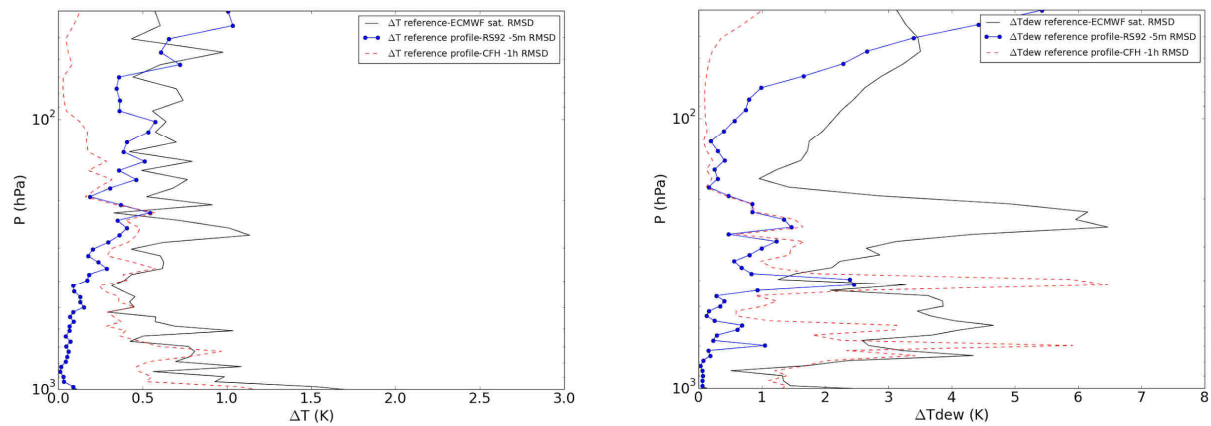 ΔT reference-ECMWF sat. RMSD
ΔT reference profile-RS92 -5m RMSD
ΔT reference profile-CFH -1h RMSD
P (hPa)
10²
10³
0.0 0.5 1.0 1.5 2.0 2.5 3.0
ΔT (K)
ΔTdew reference-ECMWF sat. RMSD
ΔTdew reference profile-RS92 -5m RMSD
ΔTdew reference profile-CFH -1h RMSD
P (hPa)
10²
10³
0 1 2 3 4 5 6 7 8
ΔTdew (K)